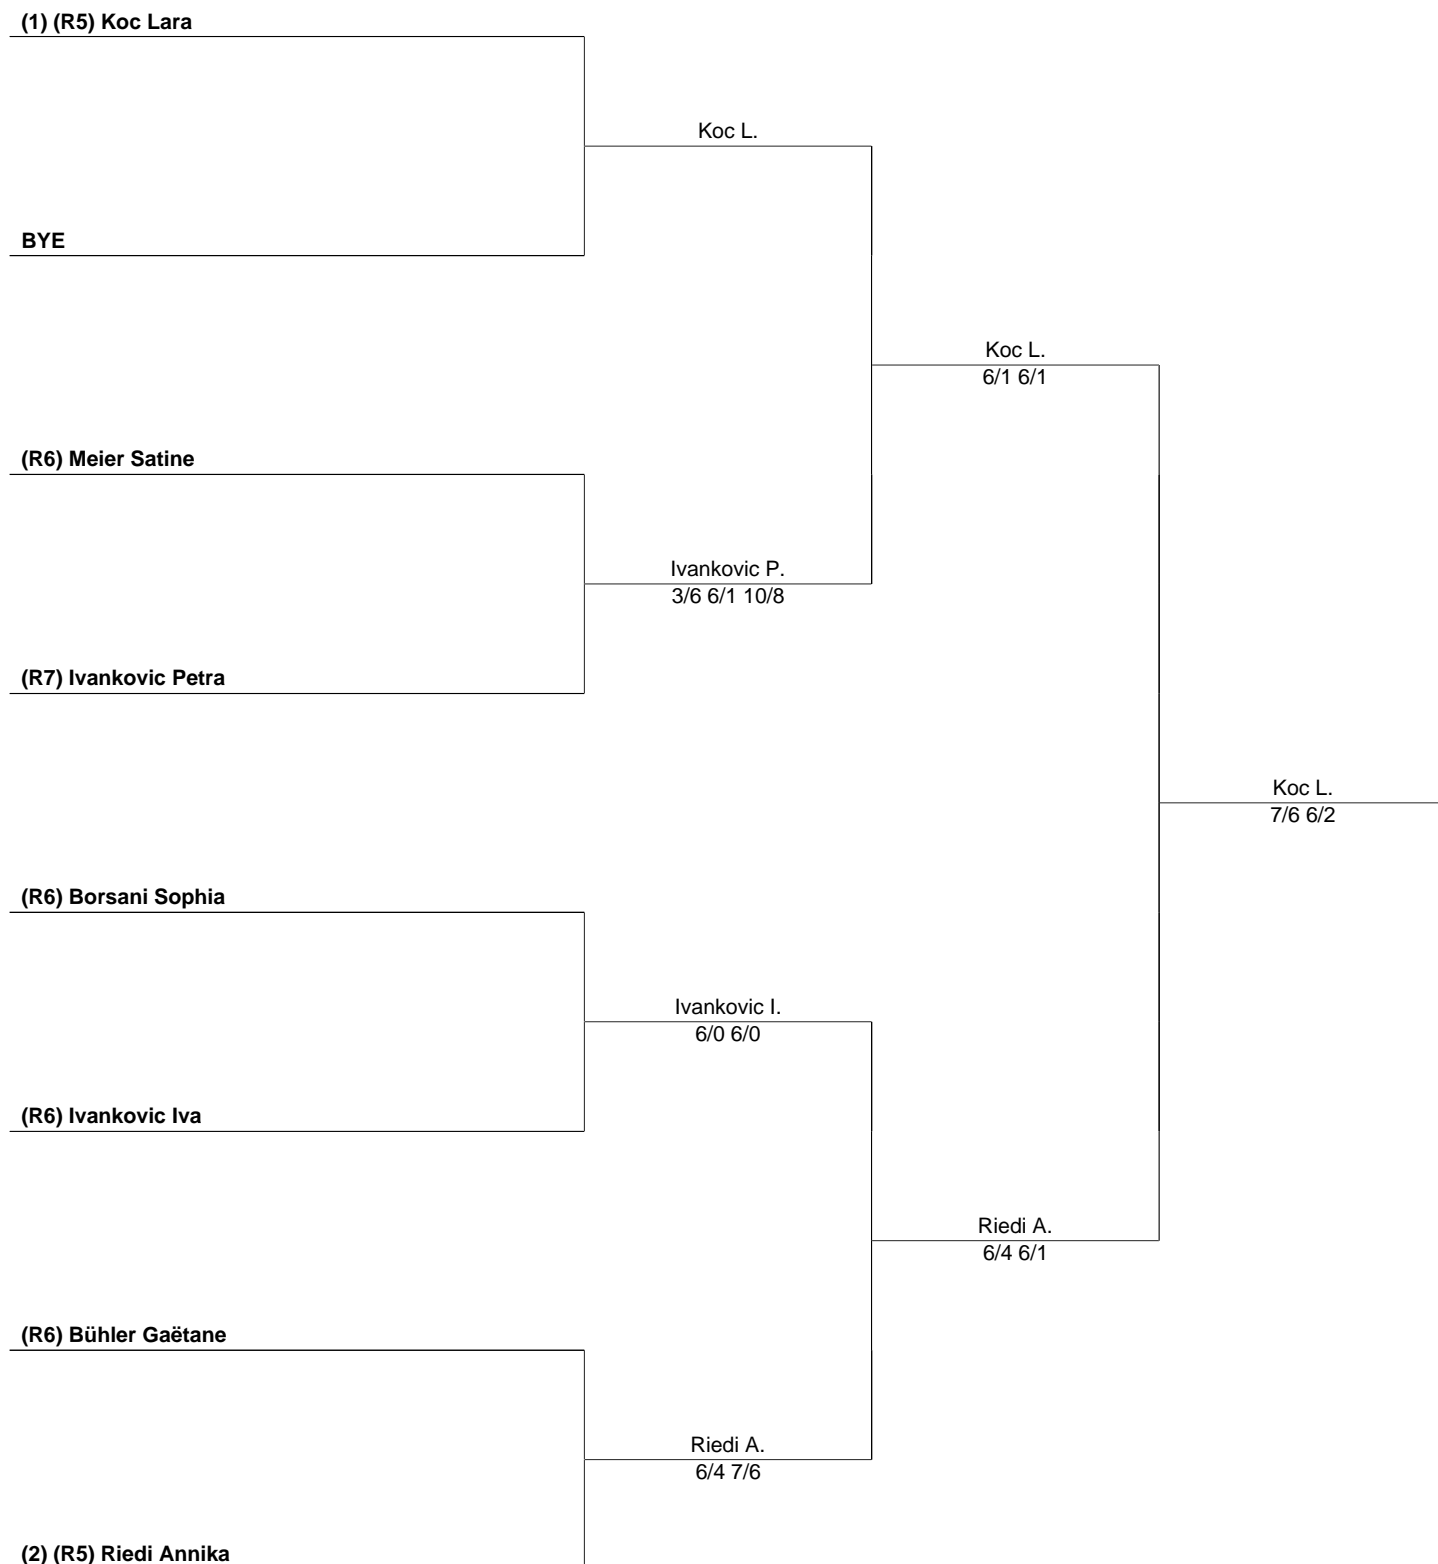 (1) (R5) Koc Lara
Koc L.
BYE
Koc L.
6/1 6/1
(R6) Meier Satine
Ivankovic P.
3/6 6/1 10/8
(R7) Ivankovic Petra
Koc L.
7/6 6/2
(R6) Borsani Sophia
Ivankovic I.
6/0 6/0
(R6) Ivankovic Iva
Riedi A.
6/4 6/1
(R6) Bühler Gaëtane
Riedi A.
6/4 7/6
(2) (R5) Riedi Annika